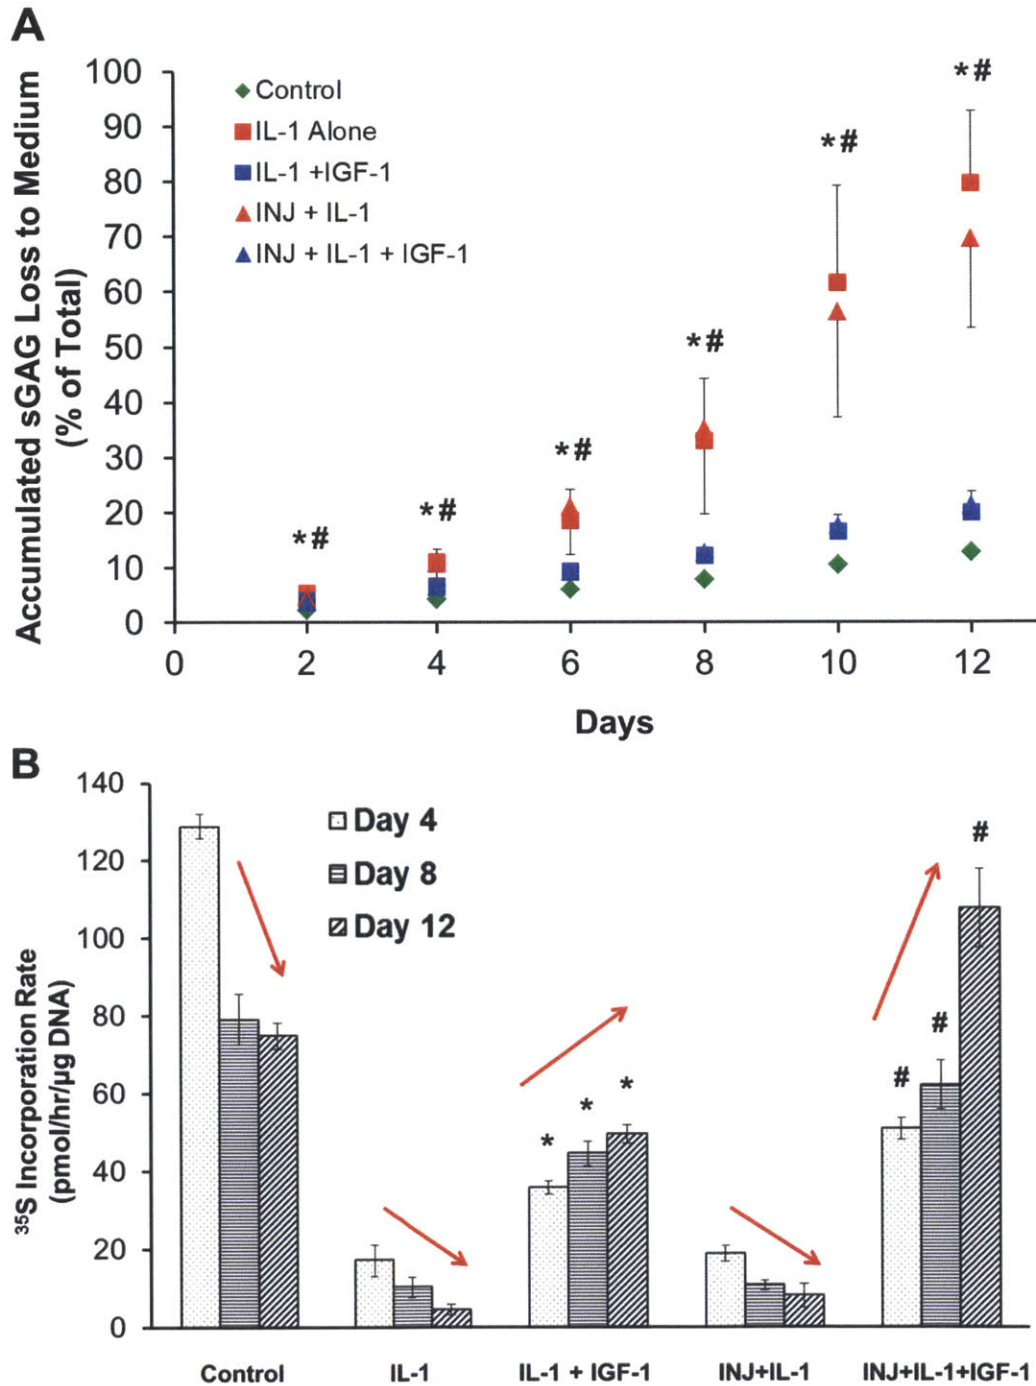 A
Accumulated sGAG Loss to Medium
(% of Total)
100
90
80
70
60
50
40
30
20
10
0
Control
IL-1 Alone
IL-1 +IGF-1
INJ + IL-1
INJ + IL-1 + IGF-1
*#
*#
*#
*#
*#
*#
0 2 4 6 8 10 12
Days
B
³⁵S Incorporation Rate
(pmol/hr/µg DNA)
140
120
100
80
60
40
20
0
Day 4
Day 8
Day 12
* * *
# # #
Control IL-1 IL-1 + IGF-1 INJ+IL-1 INJ+IL-1+IGF-1